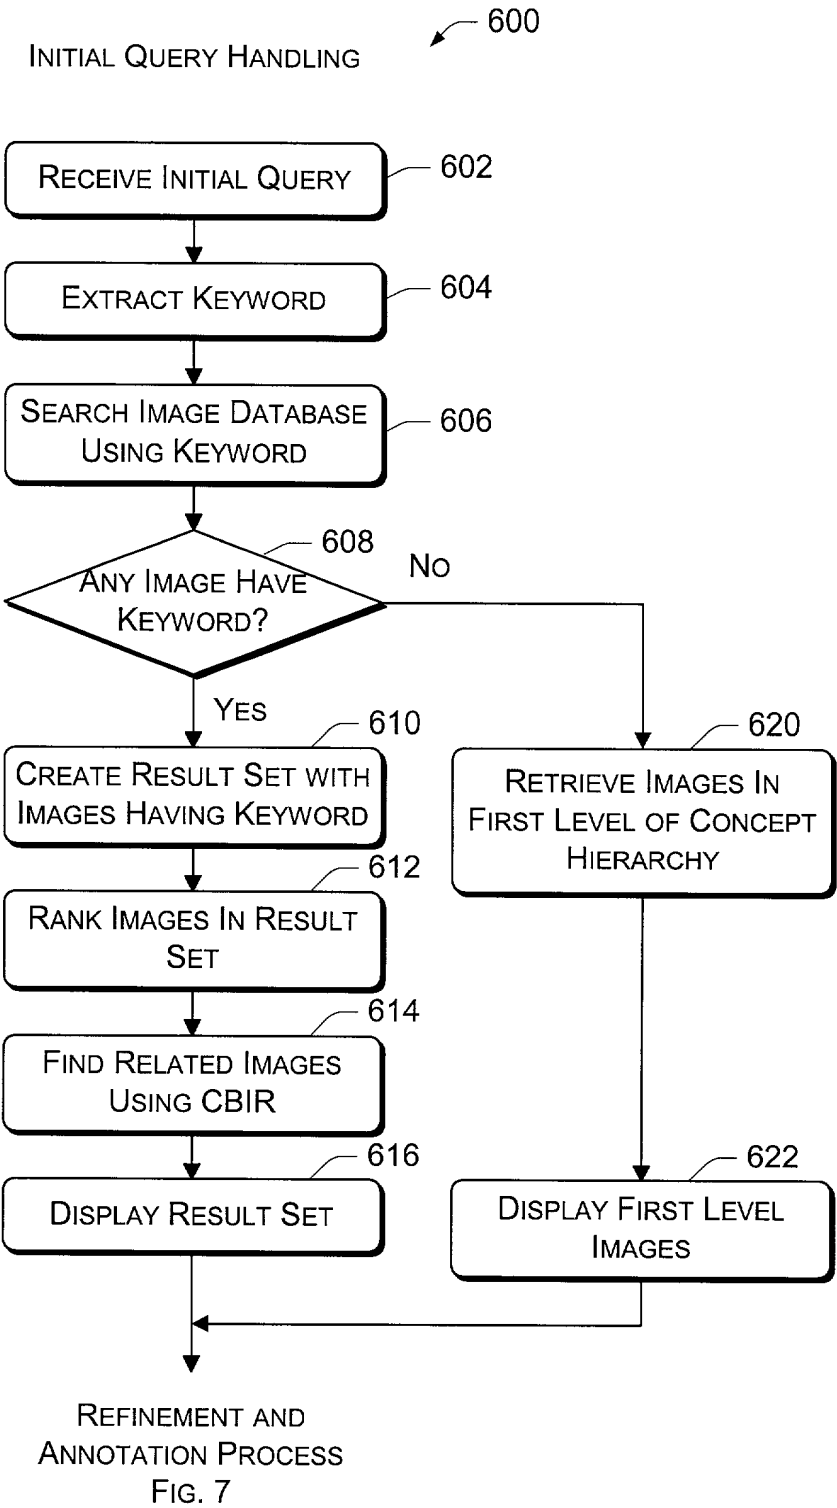 600
INITIAL QUERY HANDLING
RECEIVE INITIAL QUERY
602
EXTRACT KEYWORD
604
SEARCH IMAGE DATABASE
USING KEYWORD
606
608
ANY IMAGE HAVE
KEYWORD?
NO
YES
610
CREATE RESULT SET WITH
IMAGES HAVING KEYWORD
612
RANK IMAGES IN RESULT
SET
614
FIND RELATED IMAGES
USING CBIR
616
DISPLAY RESULT SET
620
RETRIEVE IMAGES IN
FIRST LEVEL OF CONCEPT
HIERARCHY
622
DISPLAY FIRST LEVEL
IMAGES
REFINEMENT AND
ANNOTATION PROCESS
FIG. 7